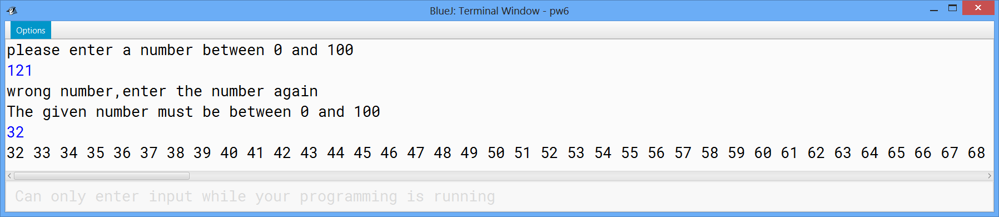 BlueJ: Terminal Window - pw6
Options
please enter a number between 0 and 100
121
wrong number,enter the number again
The given number must be between 0 and 100
32
32 33 34 35 36 37 38 39 40 41 42 43 44 45 46 47 48 49 50 51 52 53 54 55 56 57 58 59 60 61 62 63 64 65 66 67 68
Can only enter input while your programming is running